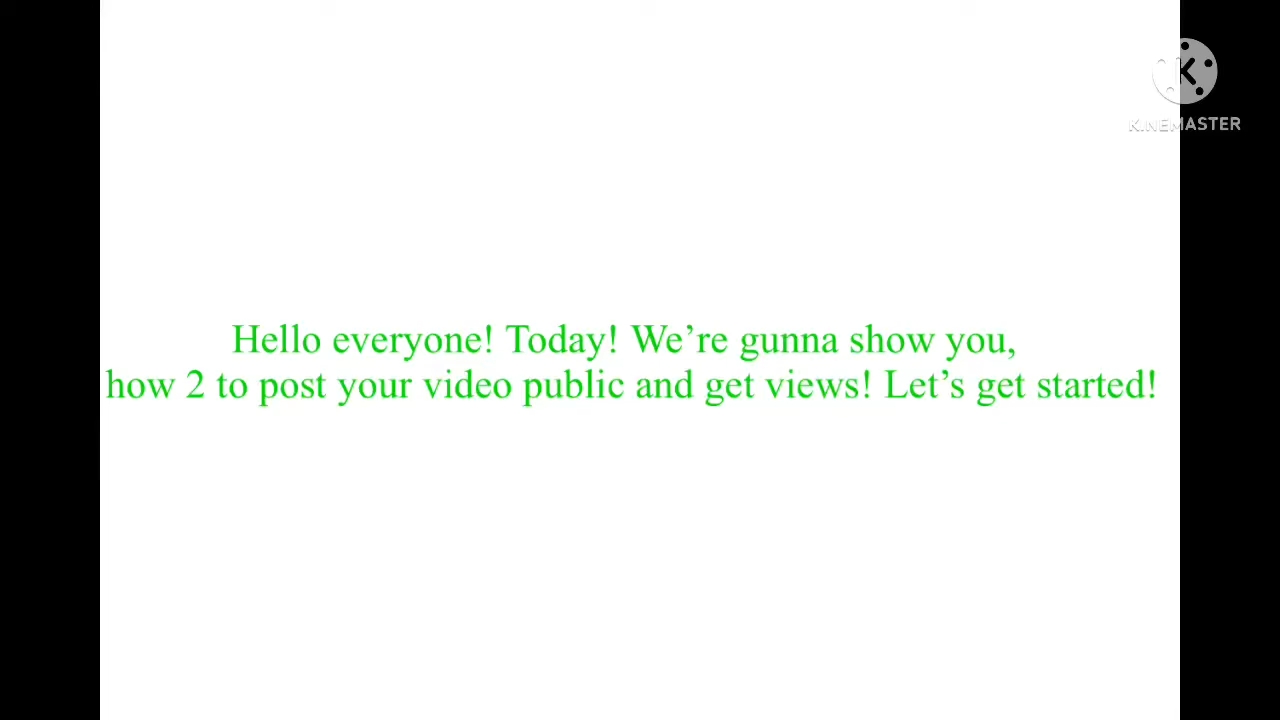 K
KINEMASTER
Hello everyone! Today! We’re gunna show you,
how 2 to post your video public and get views! Let’s get started!